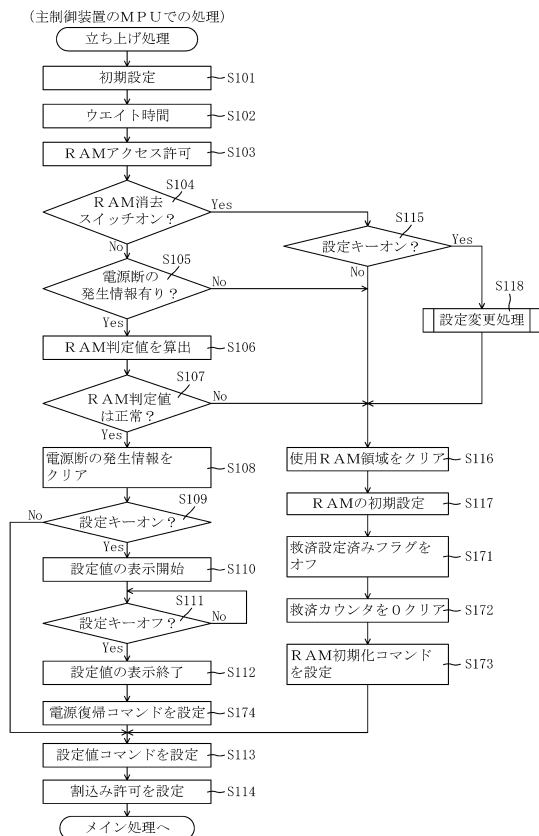 (主制御装置のＭＰＵでの処理)
立ち上げ処理
初期設定
S101
ウエイト時間
S102
ＲＡＭアクセス許可
S103
S104
ＲＡＭ消去
スイッチオン？
Yes
No
S115
設定キーオン？
Yes
No
S105
電源断の
発生情報有り？
No
Yes
S118
設定変更処理
ＲＡＭ判定値を算出
S106
S107
ＲＡＭ判定値
は正常？
No
Yes
電源断の発生情報を
クリア
S108
使用ＲＡＭ領域をクリア
S116
ＲＡＭの初期設定
S117
S109
No
設定キーオン？
Yes
救済設定済みフラグを
オフ
S171
設定値の表示開始
S110
S111
設定キーオフ？
No
Yes
救済カウンタを０クリア
S172
ＲＡＭ初期化コマンド
を設定
S173
設定値の表示終了
S112
電源復帰コマンドを設定
S174
設定値コマンドを設定
S113
割込み許可を設定
S114
メイン処理へ